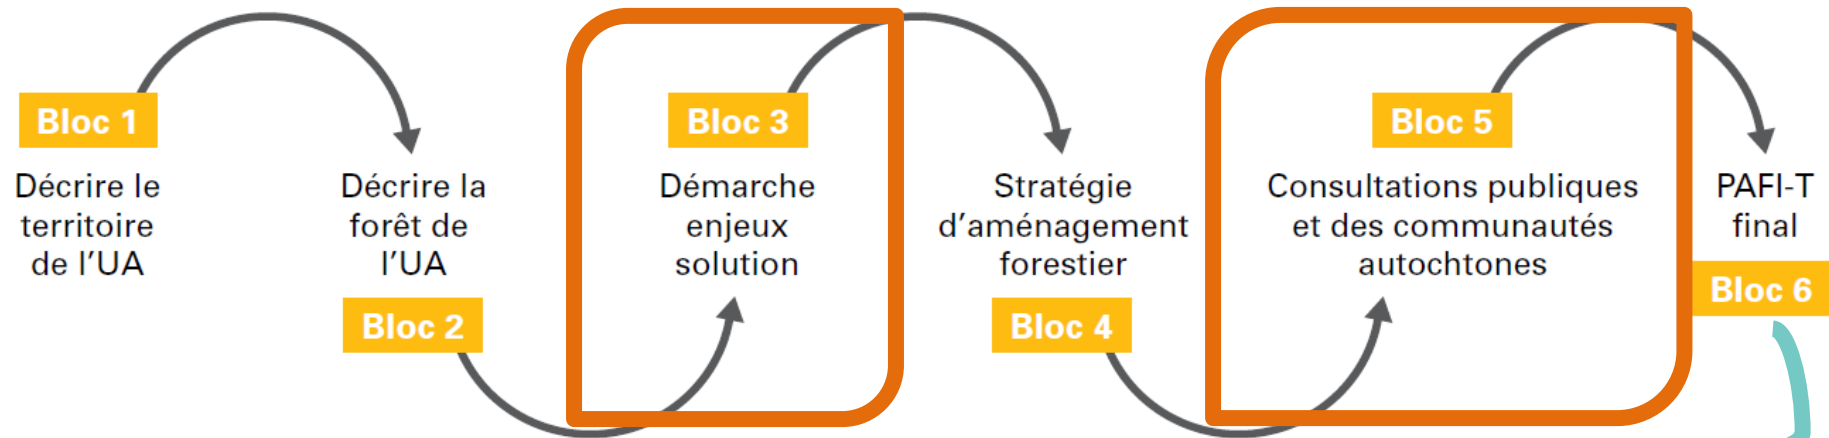 Bloc 1
Décrire le
territoire
de l’UA
Décrire la
forêt de
l’UA
Bloc 2
Bloc 3
Démarche
enjeux
solution
Stratégie
d’aménagement
forestier
Bloc 4
Bloc 5
Consultations publiques
et des communautés
autochtones
PAFI-T
final
Bloc 6